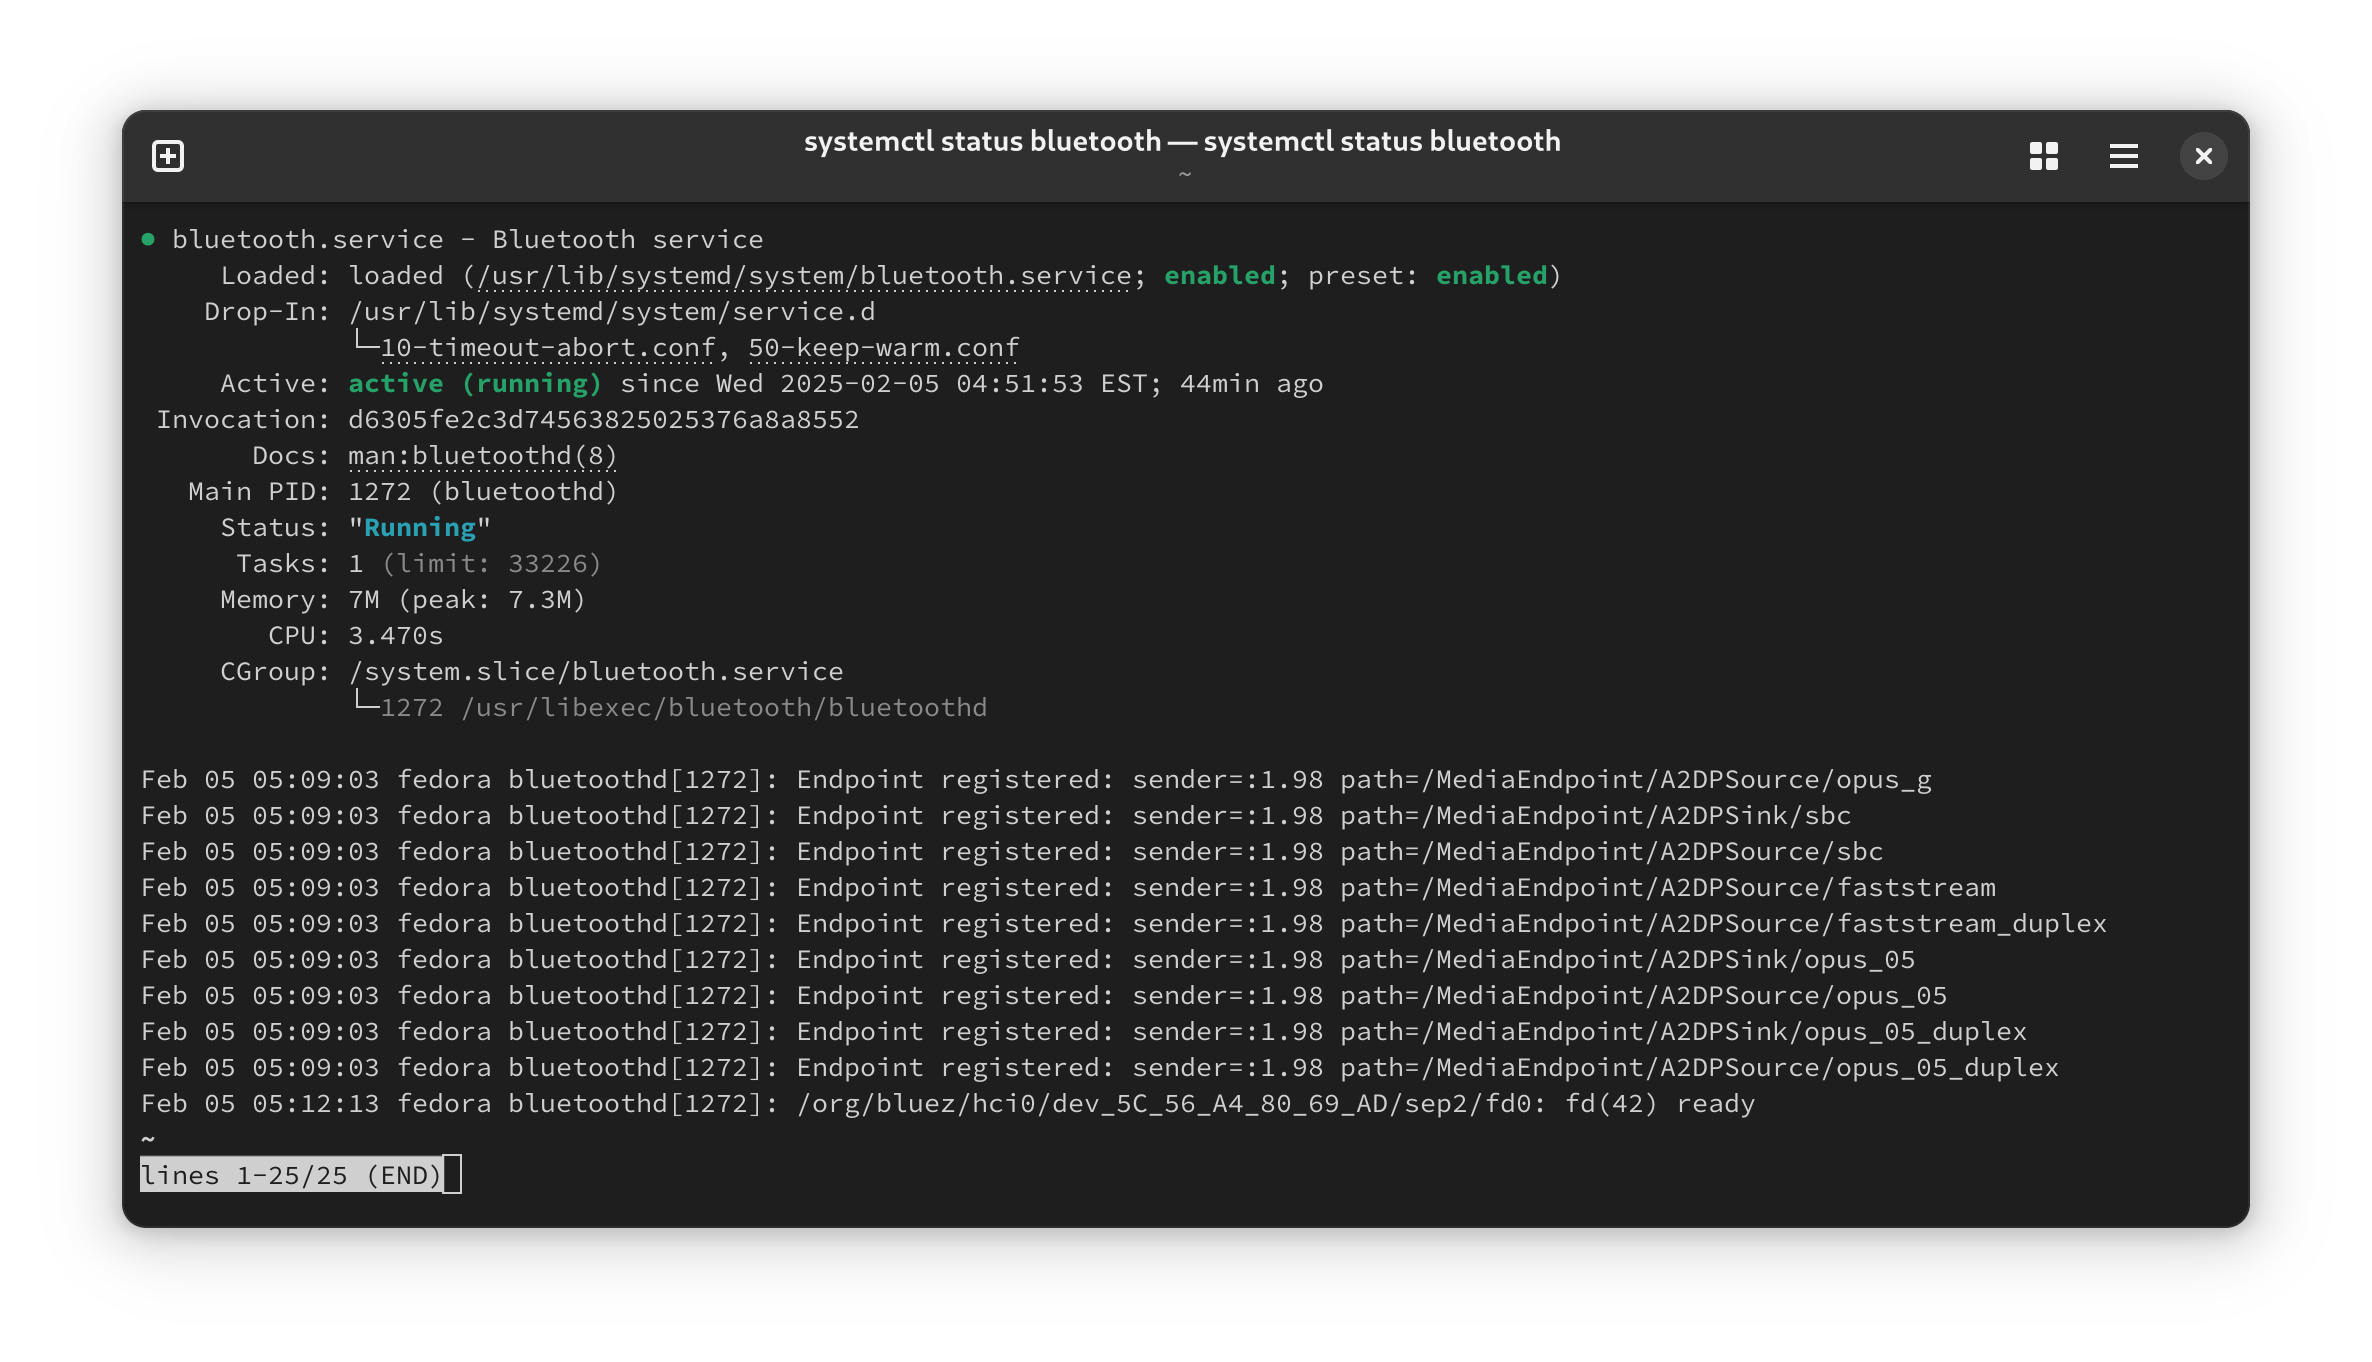 systemctl status bluetooth — systemctl status bluetooth
~
● bluetooth.service - Bluetooth service
     Loaded: loaded (/usr/lib/systemd/system/bluetooth.service; enabled; preset: enabled)
    Drop-In: /usr/lib/systemd/system/service.d
             └─10-timeout-abort.conf, 50-keep-warm.conf
     Active: active (running) since Wed 2025-02-05 04:51:53 EST; 44min ago
 Invocation: d6305fe2c3d74563825025376a8a8552
       Docs: man:bluetoothd(8)
   Main PID: 1272 (bluetoothd)
     Status: "Running"
      Tasks: 1 (limit: 33226)
     Memory: 7M (peak: 7.3M)
        CPU: 3.470s
     CGroup: /system.slice/bluetooth.service
             └─1272 /usr/libexec/bluetooth/bluetoothd

Feb 05 05:09:03 fedora bluetoothd[1272]: Endpoint registered: sender=:1.98 path=/MediaEndpoint/A2DPSource/opus_g
Feb 05 05:09:03 fedora bluetoothd[1272]: Endpoint registered: sender=:1.98 path=/MediaEndpoint/A2DPSink/sbc
Feb 05 05:09:03 fedora bluetoothd[1272]: Endpoint registered: sender=:1.98 path=/MediaEndpoint/A2DPSource/sbc
Feb 05 05:09:03 fedora bluetoothd[1272]: Endpoint registered: sender=:1.98 path=/MediaEndpoint/A2DPSource/faststream
Feb 05 05:09:03 fedora bluetoothd[1272]: Endpoint registered: sender=:1.98 path=/MediaEndpoint/A2DPSource/faststream_duplex
Feb 05 05:09:03 fedora bluetoothd[1272]: Endpoint registered: sender=:1.98 path=/MediaEndpoint/A2DPSink/opus_05
Feb 05 05:09:03 fedora bluetoothd[1272]: Endpoint registered: sender=:1.98 path=/MediaEndpoint/A2DPSource/opus_05
Feb 05 05:09:03 fedora bluetoothd[1272]: Endpoint registered: sender=:1.98 path=/MediaEndpoint/A2DPSink/opus_05_duplex
Feb 05 05:09:03 fedora bluetoothd[1272]: Endpoint registered: sender=:1.98 path=/MediaEndpoint/A2DPSource/opus_05_duplex
Feb 05 05:12:13 fedora bluetoothd[1272]: /org/bluez/hci0/dev_5C_56_A4_80_69_AD/sep2/fd0: fd(42) ready
~
lines 1-25/25 (END)